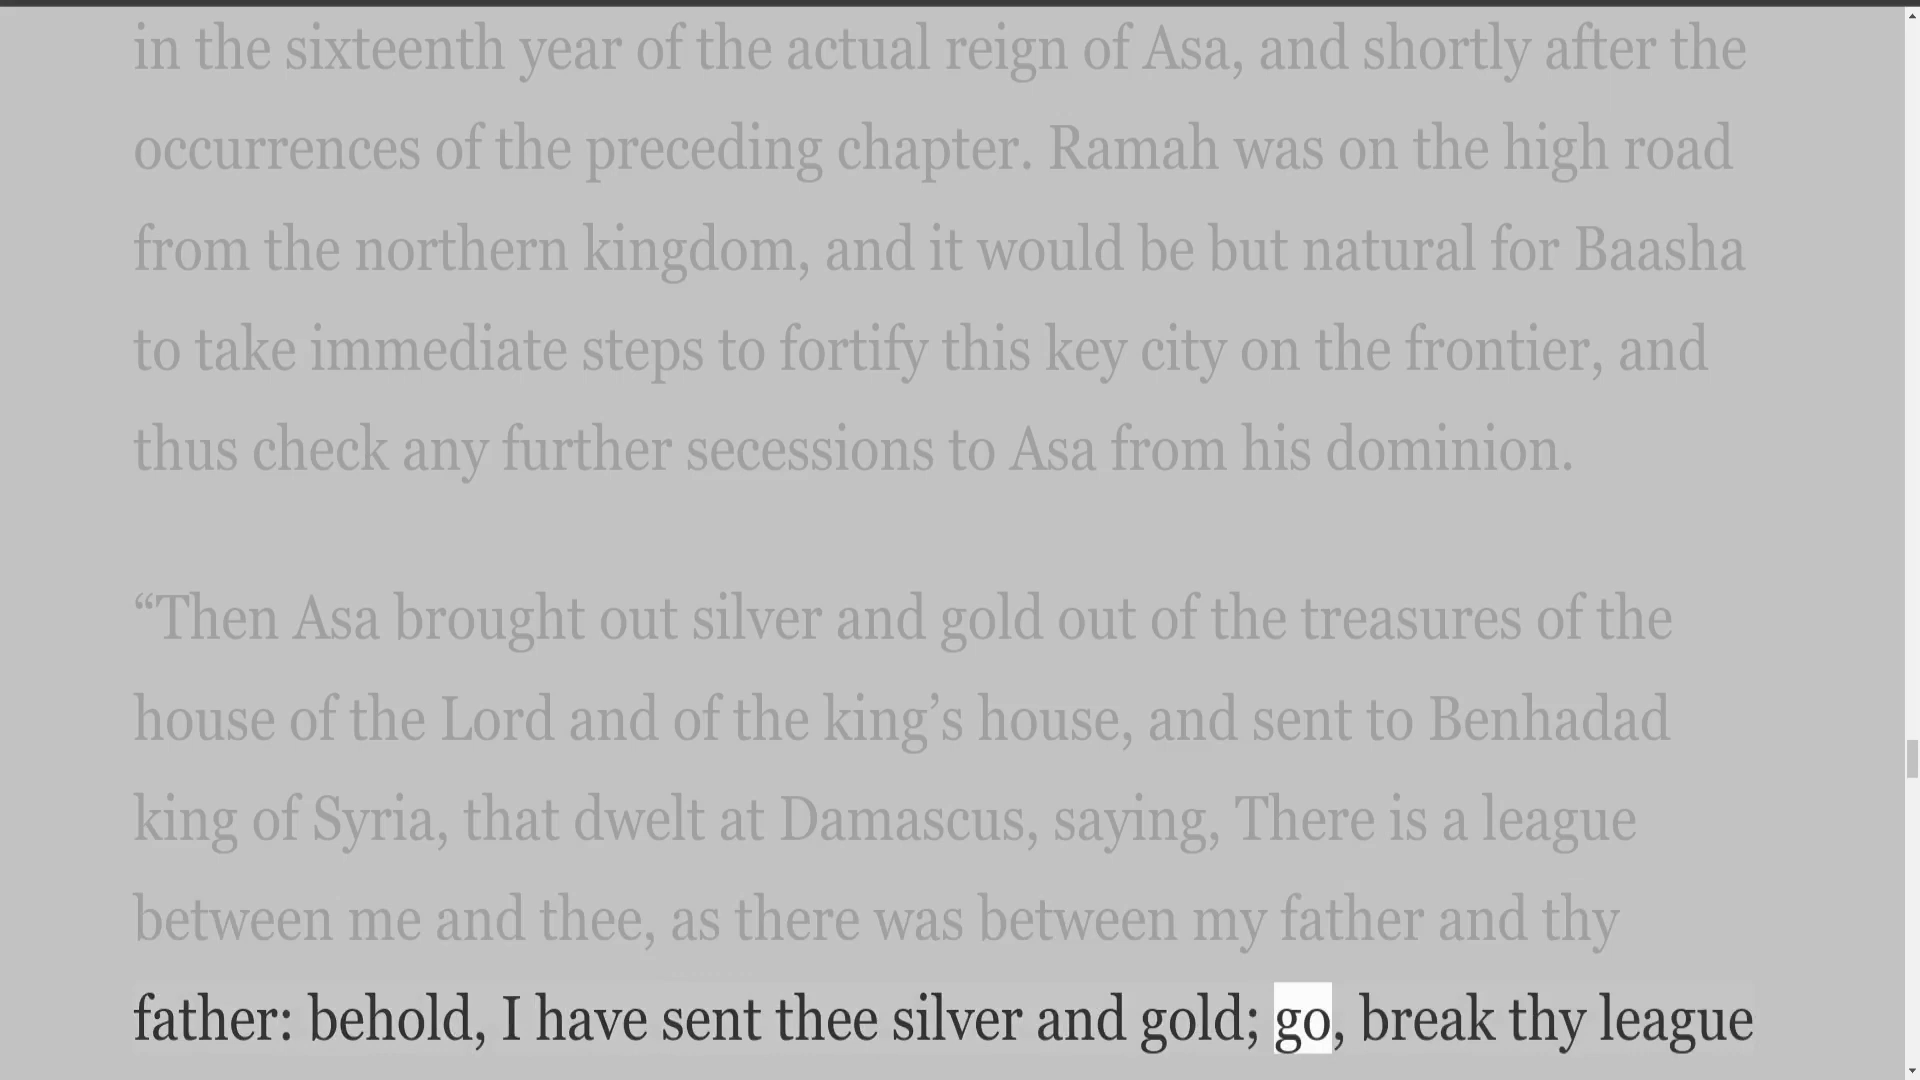 in the sixteenth year of the actual reign of Asa, and shortly after the
occurrences of the preceding chapter. Ramah was on the high road
from the northern kingdom, and it would be but natural for Baasha
to take immediate steps to fortify this key city on the frontier, and
thus check any further secessions to Asa from his dominion.
“Then Asa brought out silver and gold out of the treasures of the
house of the Lord and of the king’s house, and sent to Benhadad
king of Syria, that dwelt at Damascus, saying, There is a league
between me and thee, as there was between my father and thy
father: behold, I have sent thee silver and gold; go, break thy league